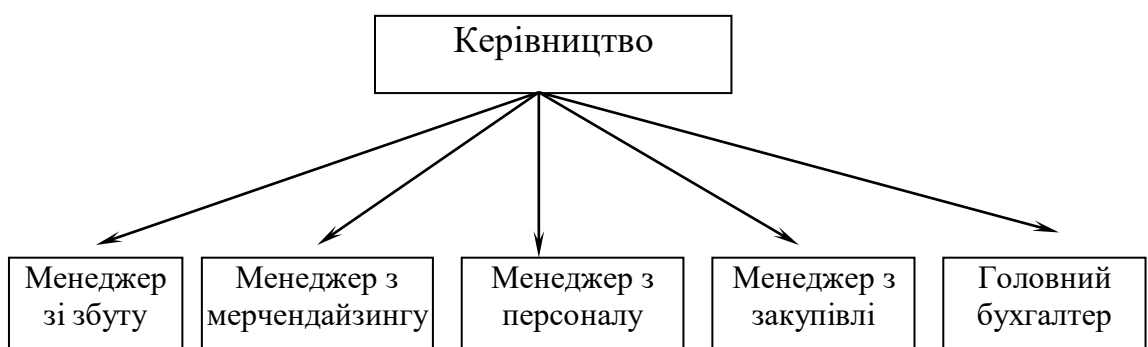 Керівництво
Менеджер
зі збуту
Менеджер з
мерчендайзингу
Менеджер з
персоналу
Менеджер з
закупівлі
Головний
бухгалтер